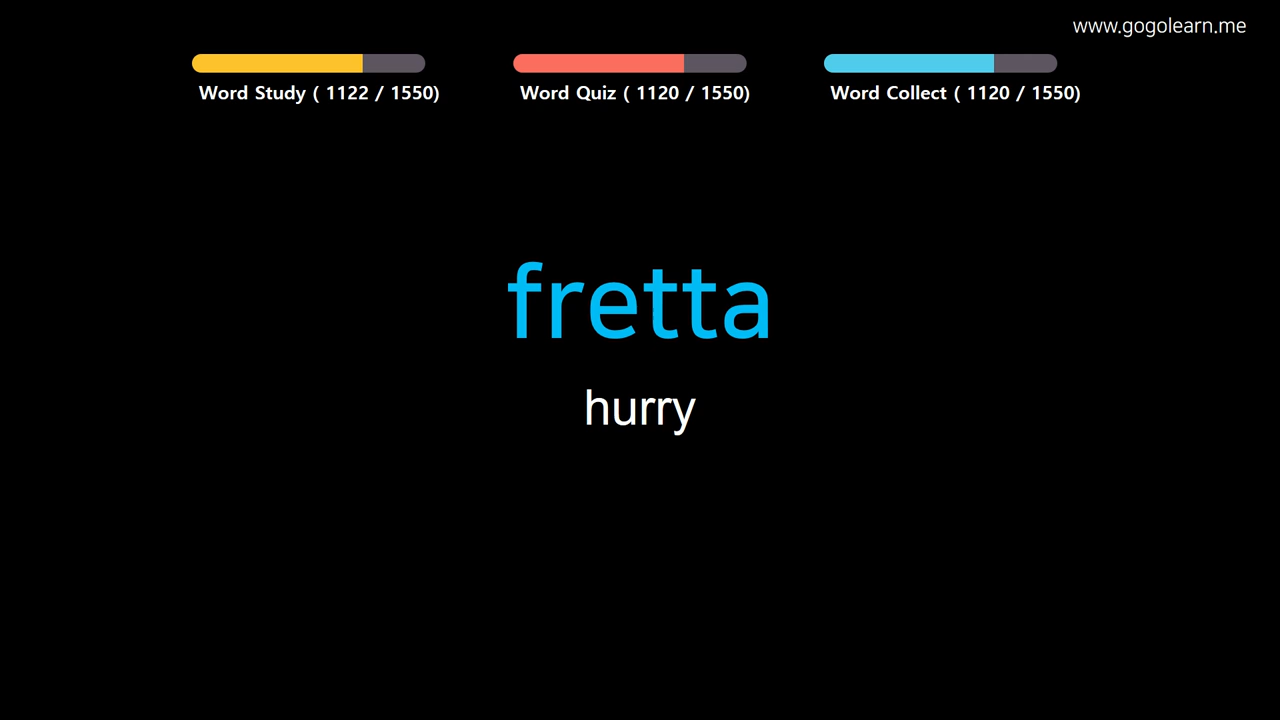 www.gogolearn.me
Word Study ( 1122 / 1550)
Word Quiz ( 1120 / 1550)
Word Collect ( 1120 / 1550)
fretta
hurry